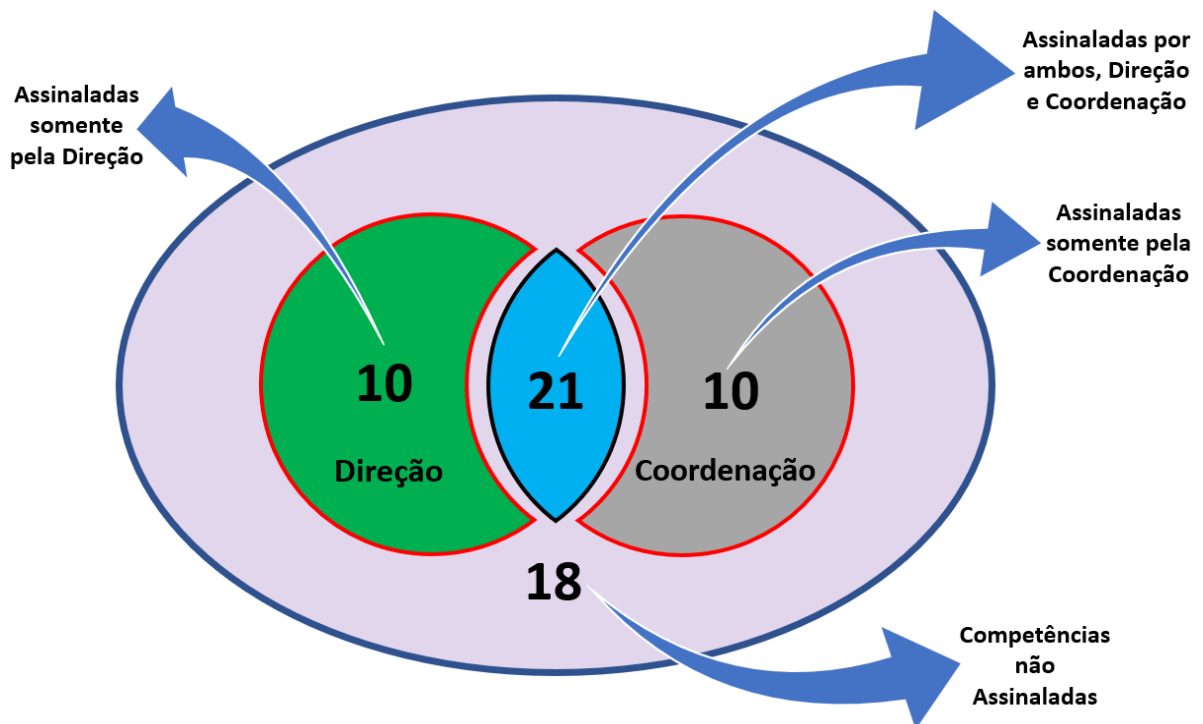 Assinaladas por
ambos, Direção
e Coordenação
Assinaladas
somente
pela Direção
Assinaladas
somente pela
Coordenação
10
21
10
Direção
Coordenação
18
Competências
não
Assinaladas